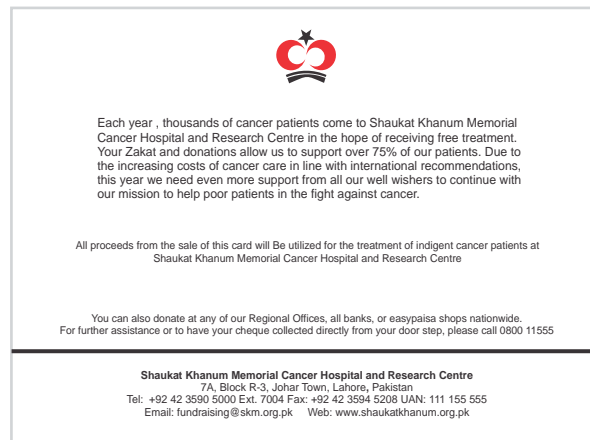 Each year , thousands of cancer patients come to Shaukat Khanum Memorial
Cancer Hospital and Research Centre in the hope of receiving free treatment.
Your Zakat and donations allow us to support over 75% of our patients. Due to
the increasing costs of cancer care in line with international recommendations,
this year we need even more support from all our well wishers to continue with
our mission to help poor patients in the fight against cancer.
All proceeds from the sale of this card will Be utilized for the treatment of indigent cancer patients at
Shaukat Khanum Memorial Cancer Hospital and Research Centre
You can also donate at any of our Regional Offices, all banks, or easypaisa shops nationwide.
For further assistance or to have your cheque collected directly from your door step, please call 0800 11555
Shaukat Khanum Memorial Cancer Hospital and Research Centre
7A, Block R-3, Johar Town, Lahore, Pakistan
Tel: +92 42 3590 5000 Ext. 7004 Fax: +92 42 3594 5208 UAN: 111 155 555
Email: fundraising@skm.org.pk Web: www.shaukatkhanum.org.pk